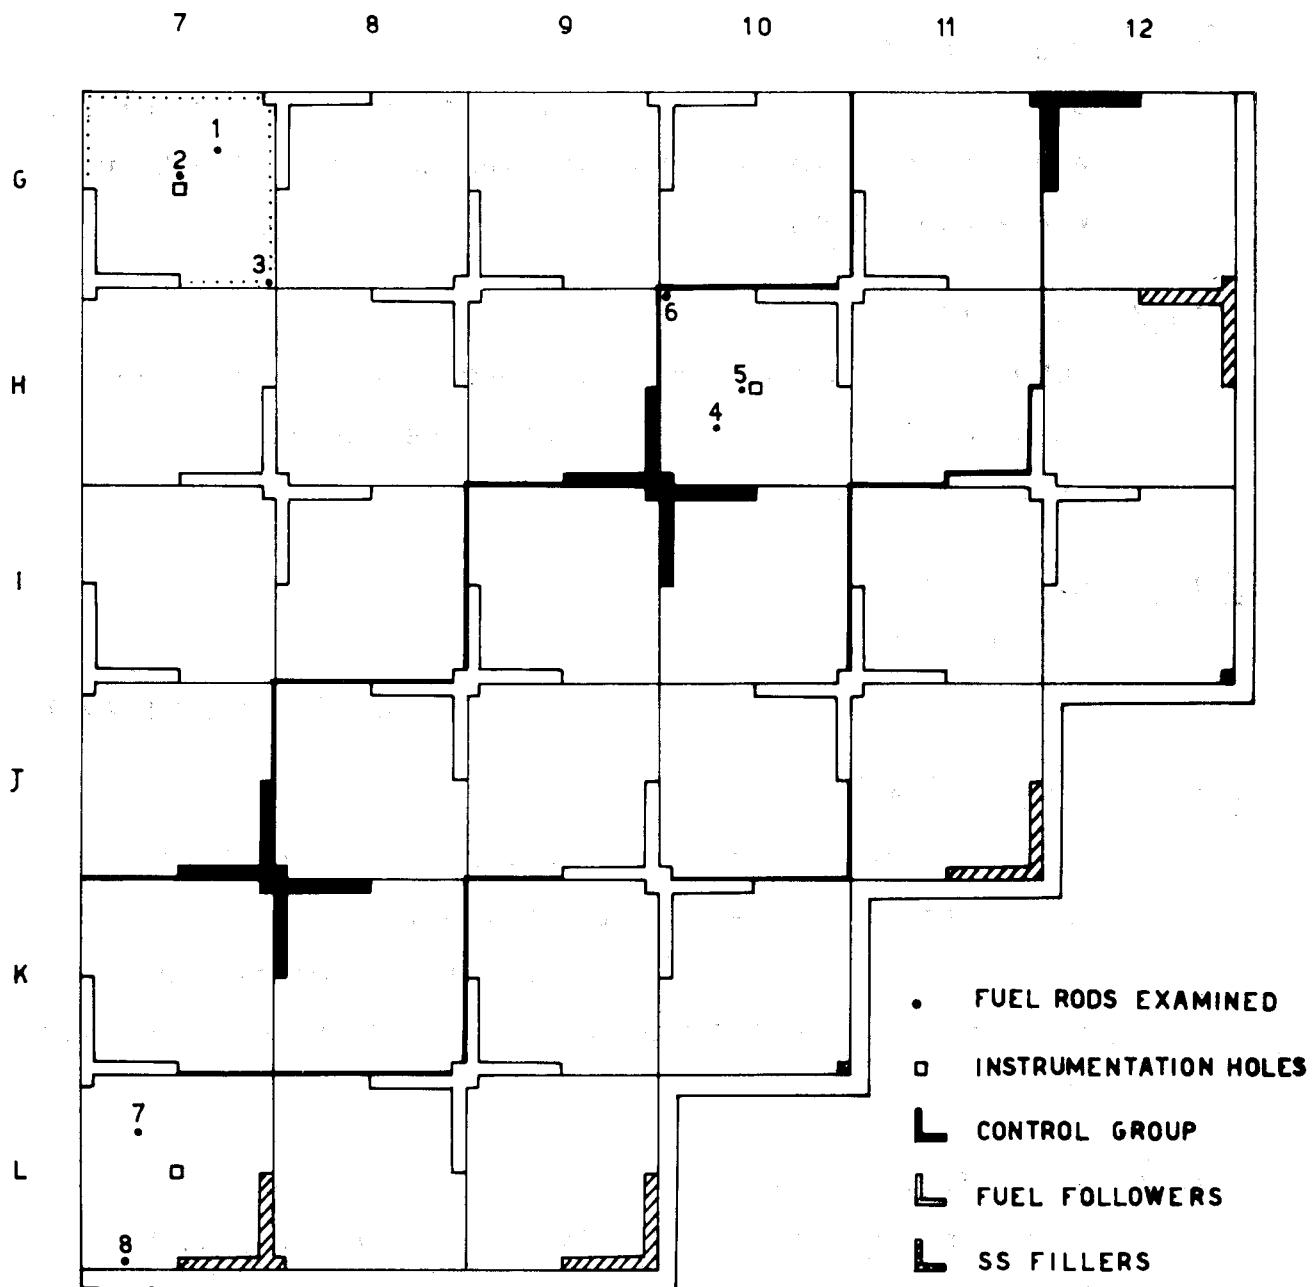 7 8 9 10 11 12
G
1
2
3
6
H
5
4
I
J
K
FUEL RODS EXAMINED
INSTRUMENTATION HOLES
7
CONTROL GROUP
L
FUEL FOLLOWERS
8
SS FILLERS